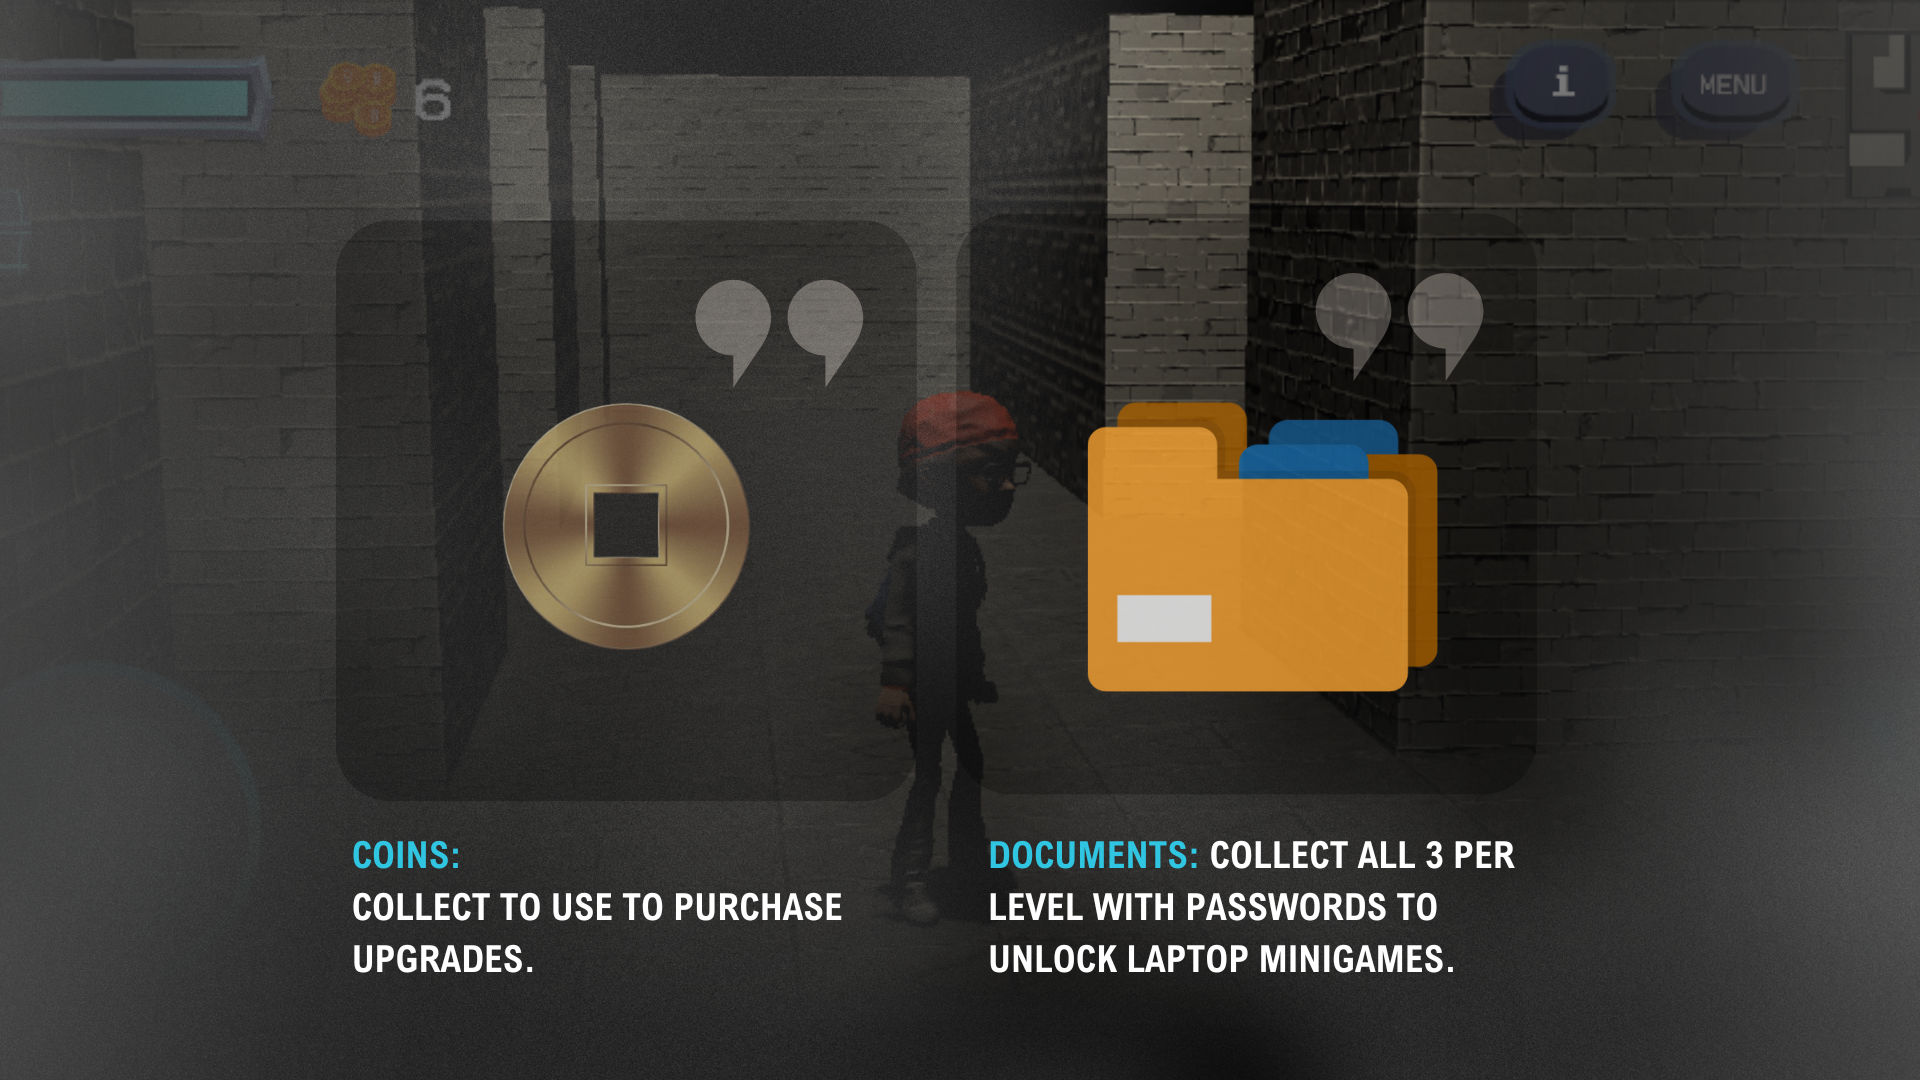 6
i
MENU
COINS:
COLLECT TO USE TO PURCHASE
UPGRADES.
DOCUMENTS: COLLECT ALL 3 PER
LEVEL WITH PASSWORDS TO
UNLOCK LAPTOP MINIGAMES.